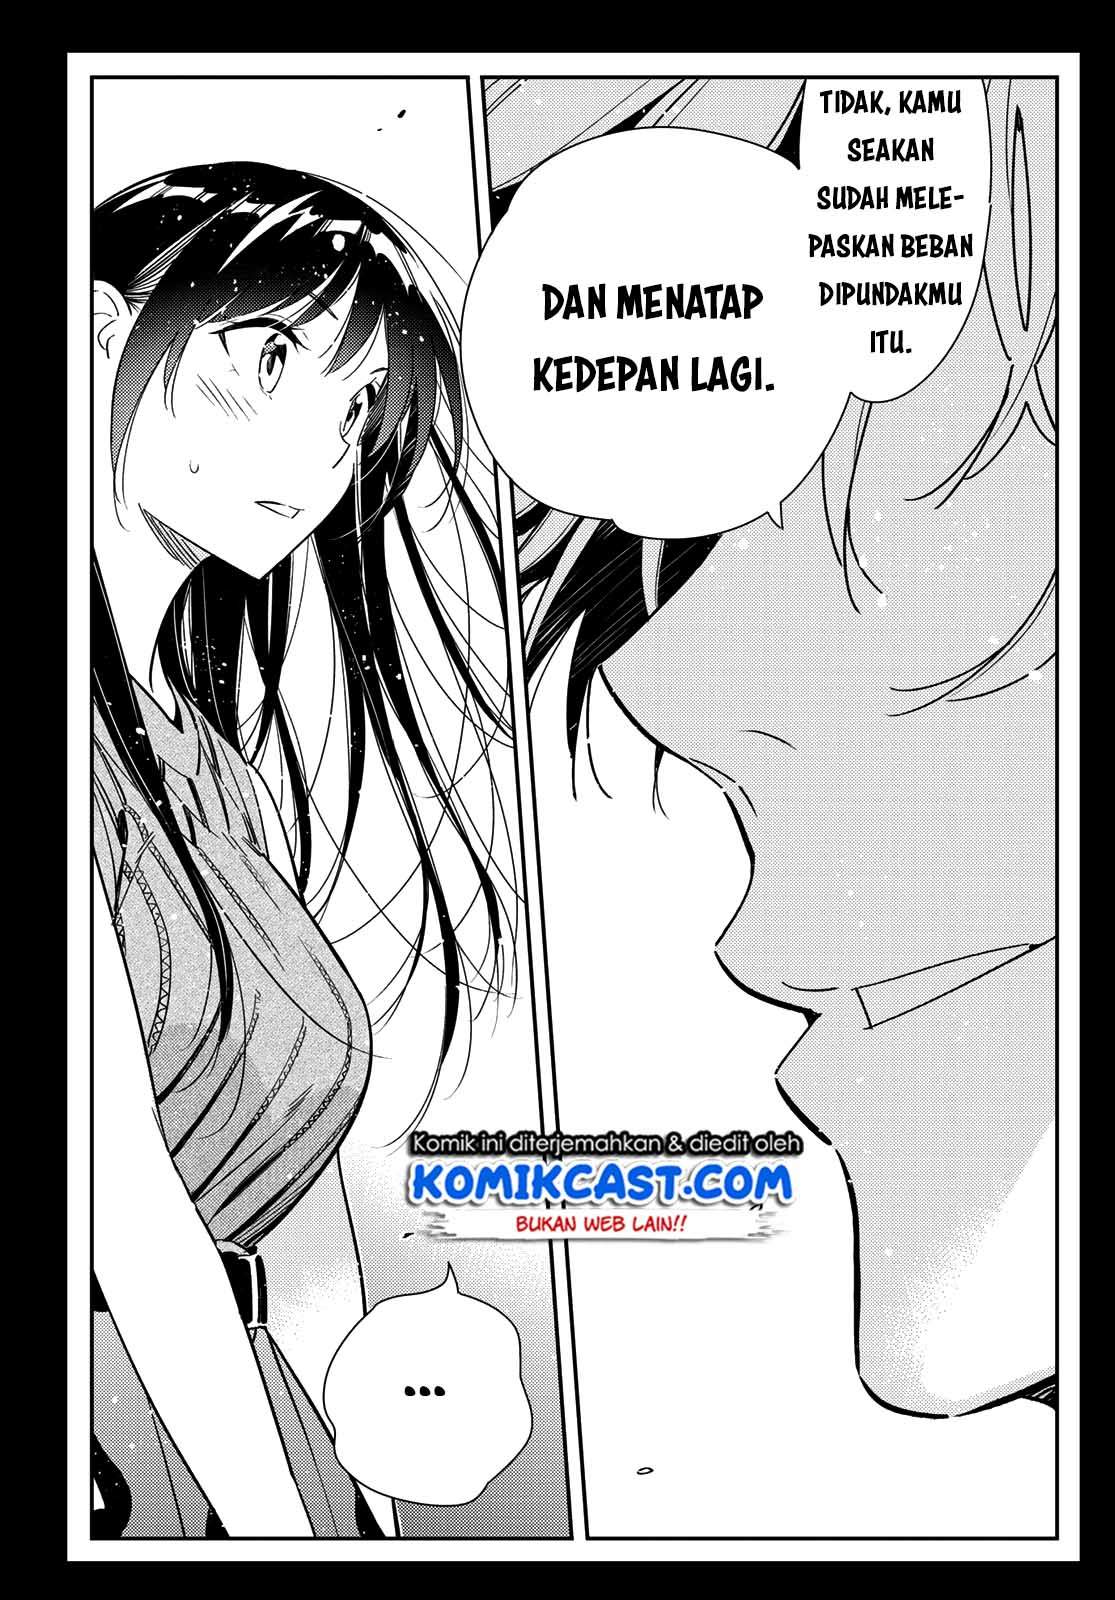 TIDAK, KAMU
SEAKAN
SUDAH MELE-
PASKAN BEBAN
DIPUNDAKMU
ITU.
DAN MENATAP
KEDEPAN LAGI.
...
Komik ini diterjemahkan & diedit oleh
KOMIKCAST.COM
BUKAN WEB LAIN!!